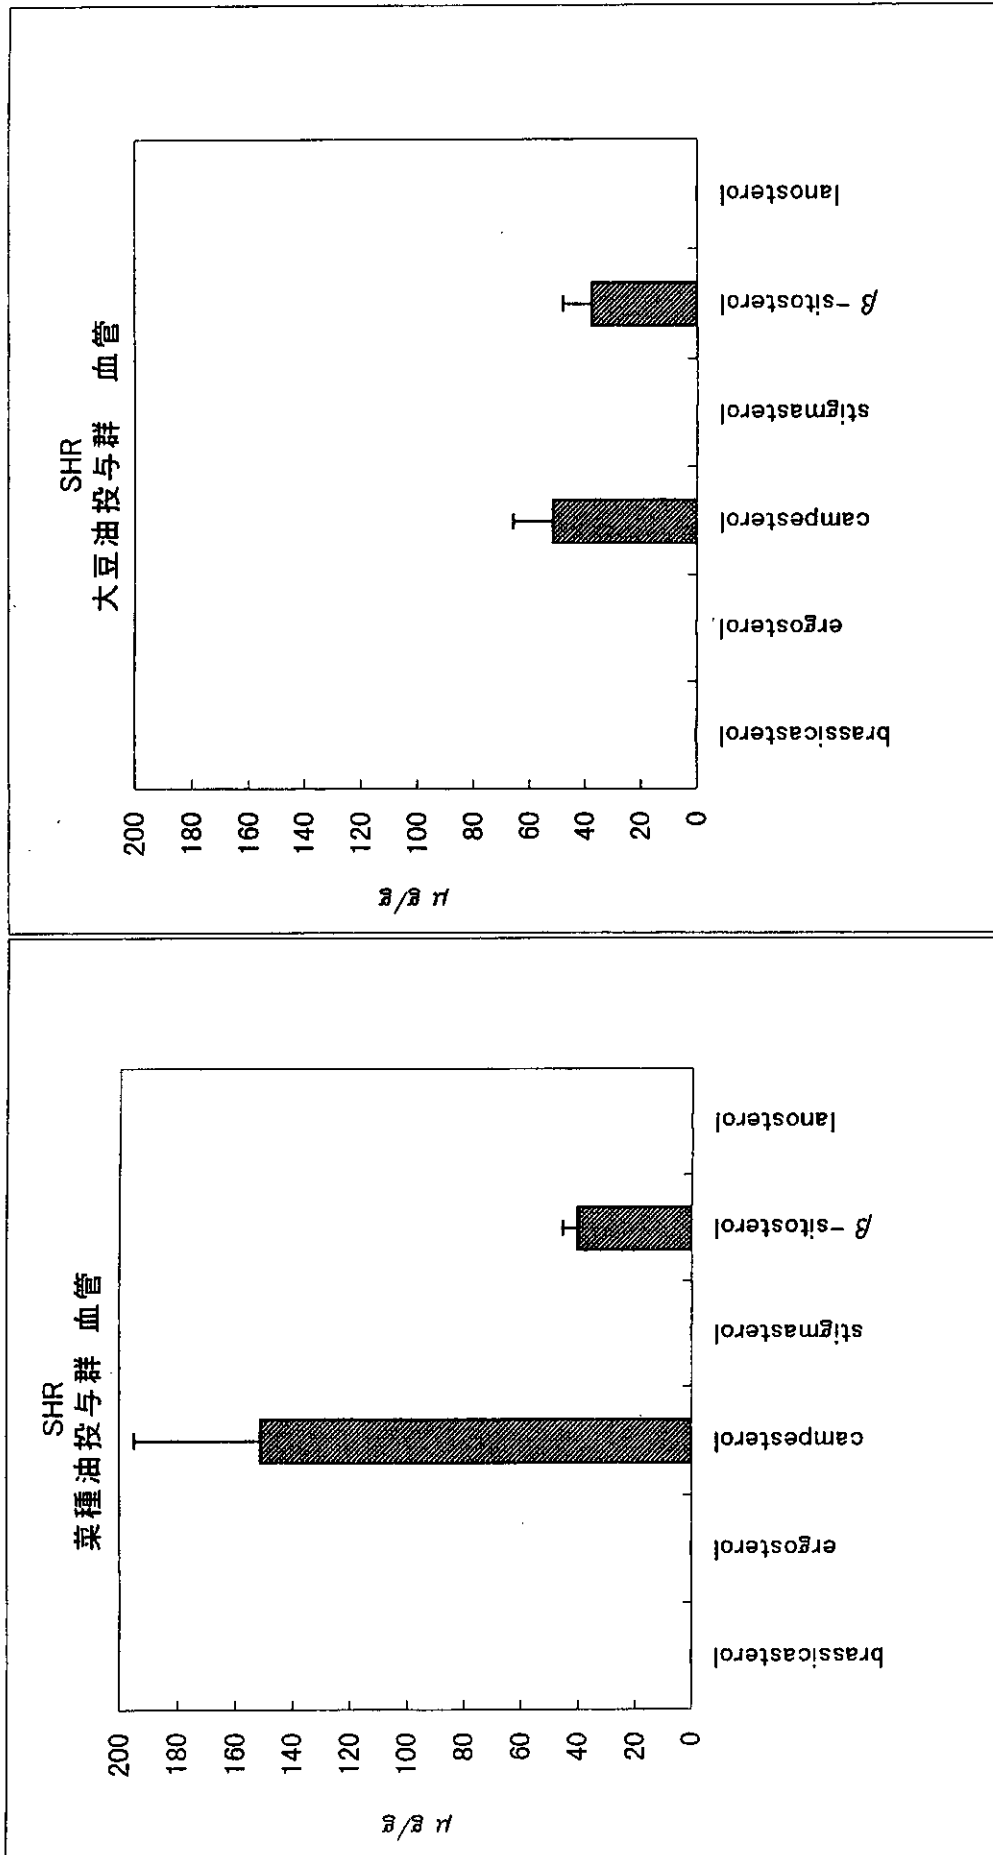 SHR
菜種油投与群 血管
μg/g
200
180
160
140
120
100
80
60
40
20
0
brassicasterol
ergosterol
campesterol
stigmasterol
β-sitosterol
lanosterol
SHR
大豆油投与群 血管
μg/g
200
180
160
140
120
100
80
60
40
20
0
brassicasterol
ergosterol
campesterol
stigmasterol
β-sitosterol
lanosterol